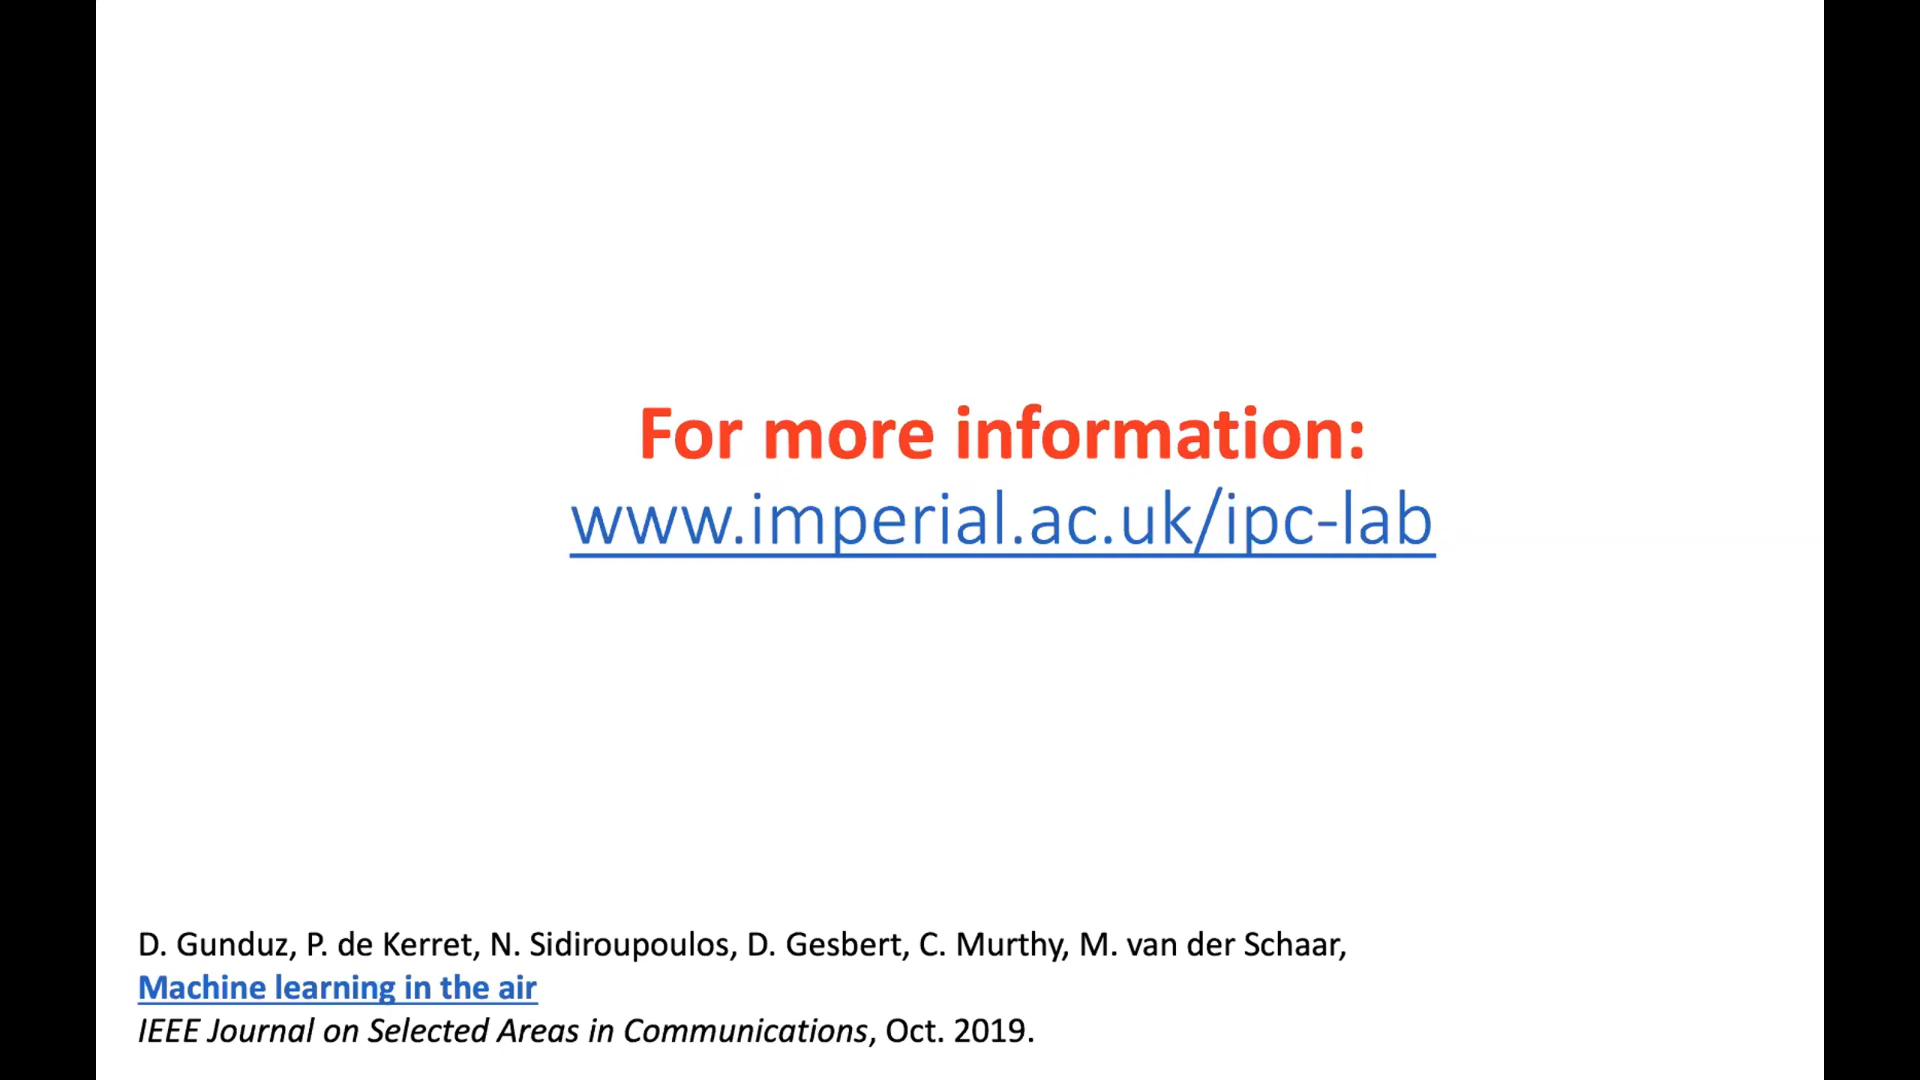 For more information:
www.imperial.ac.uk/ipc-lab
D. Gunduz, P. de Kerret, N. Sidiroupoulos, D. Gesbert, C. Murthy, M. van der Schaar,
Machine learning in the air
IEEE Journal on Selected Areas in Communications, Oct. 2019.